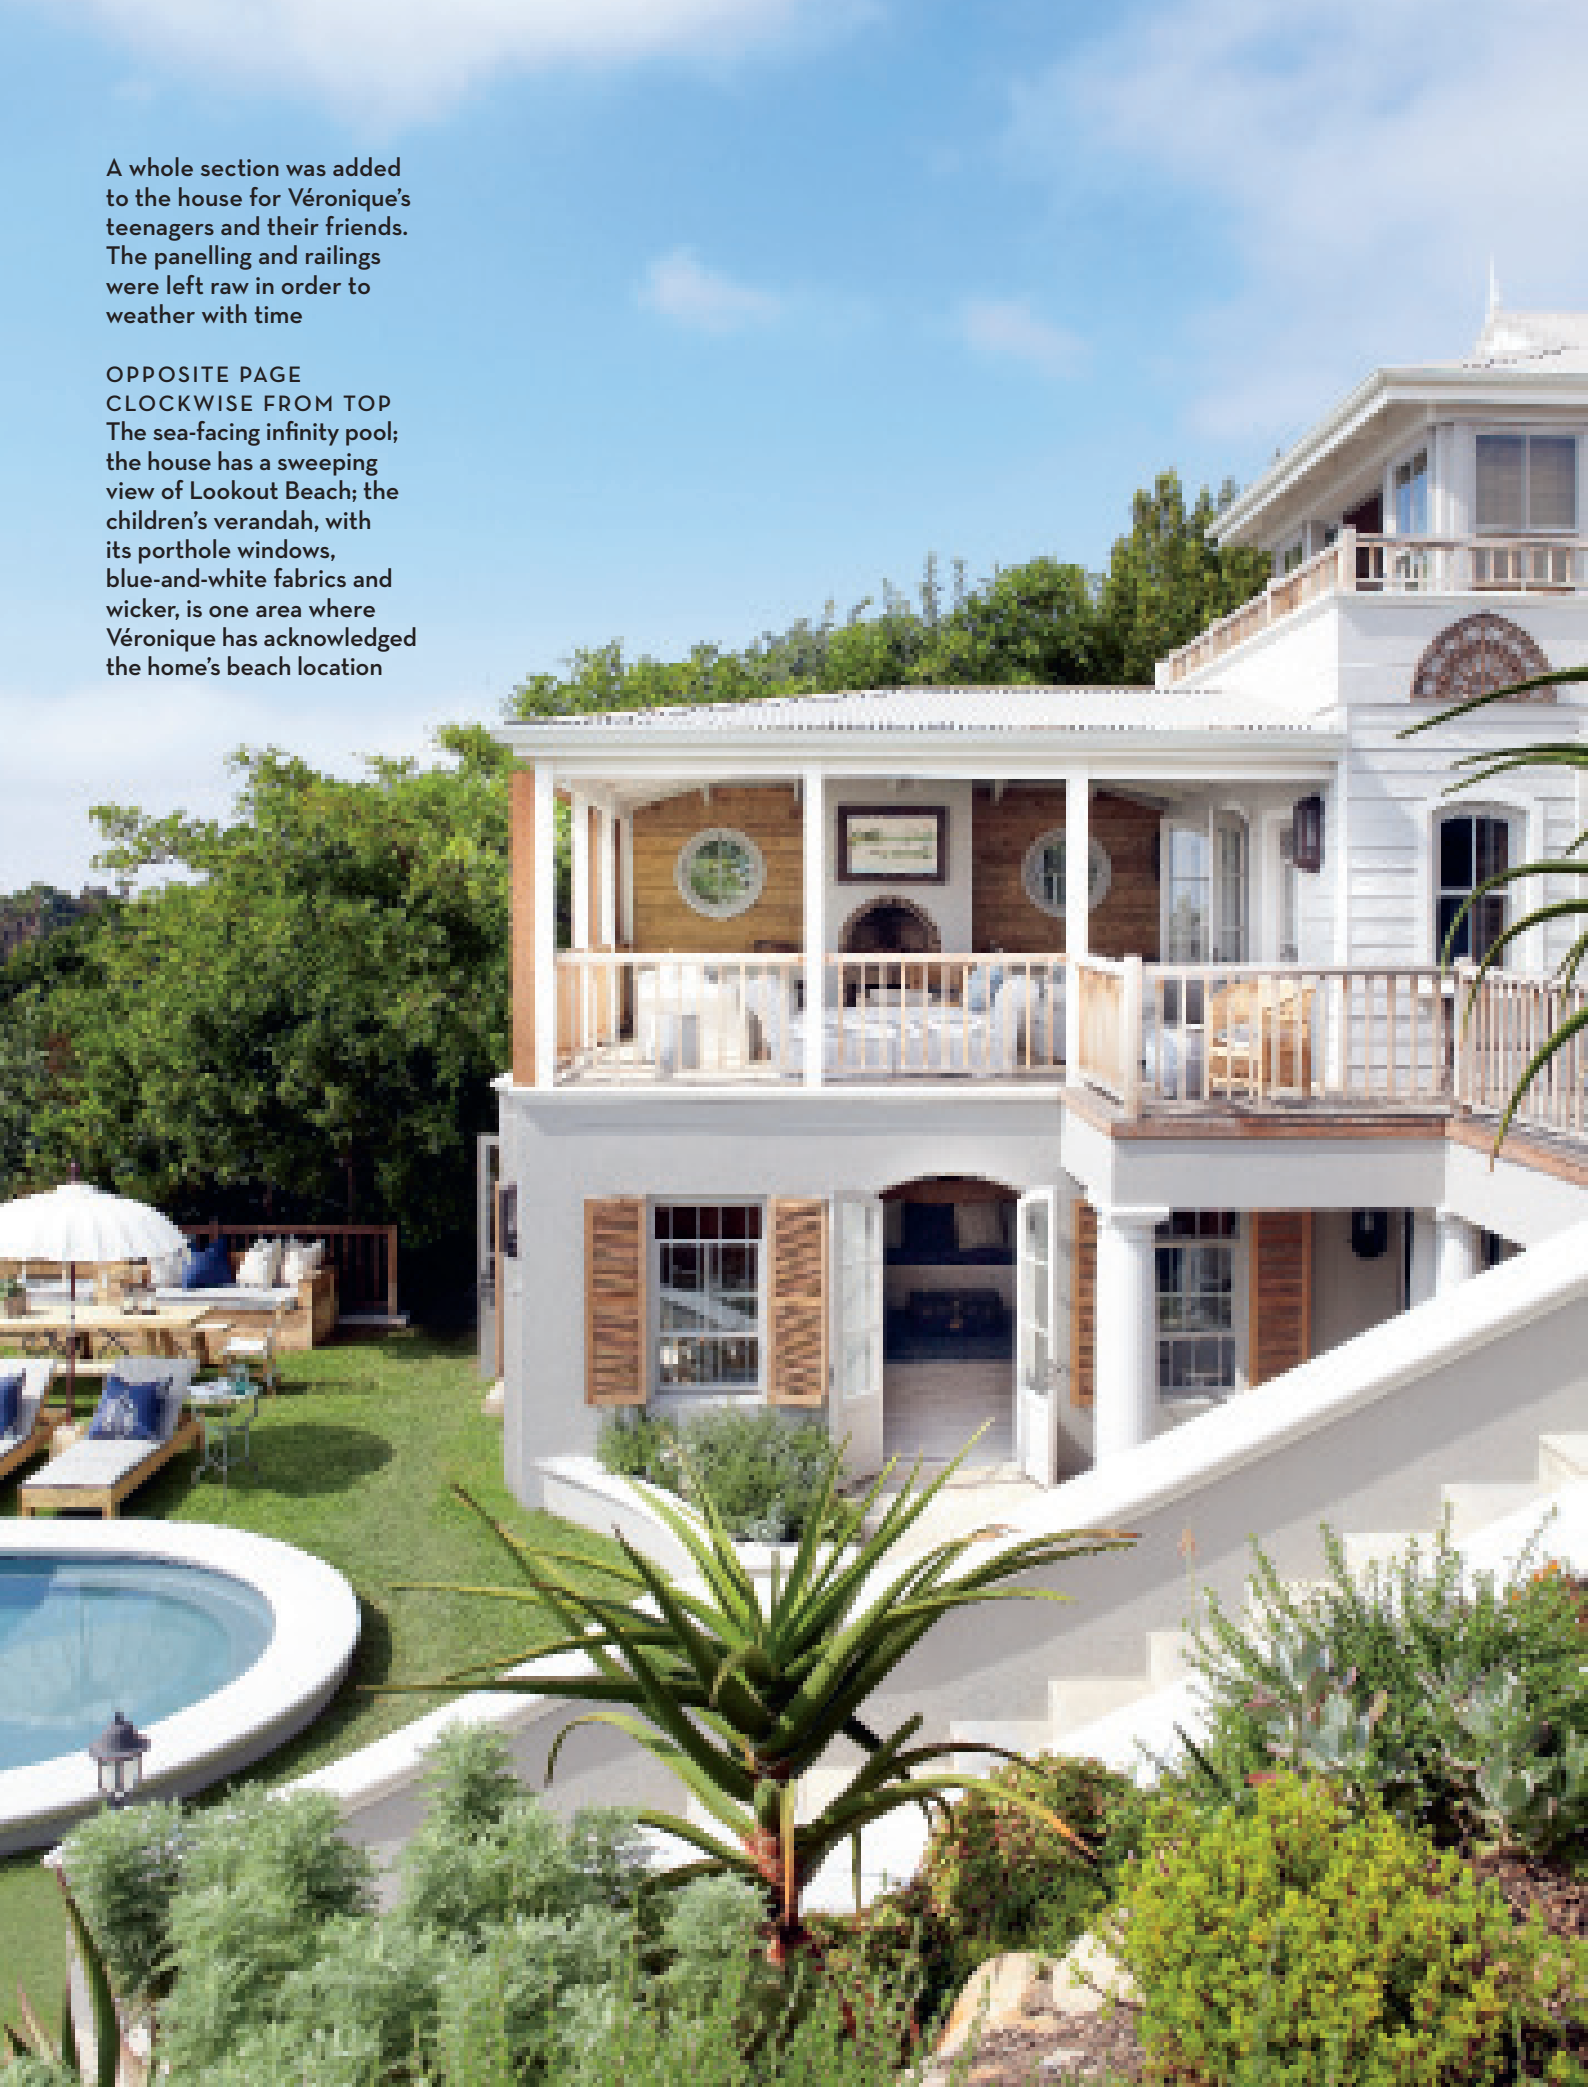 A whole section was added
to the house for Véronique’s
teenagers and their friends.
The panelling and railings
were left raw in order to
weather with time
OPPOSITE PAGE
CLOCKWISE FROM TOP
The sea-facing infinity pool;
the house has a sweeping
view of Lookout Beach; the
children’s verandah, with
its porthole windows,
blue-and-white fabrics and
wicker, is one area where
Véronique has acknowledged
the home’s beach location